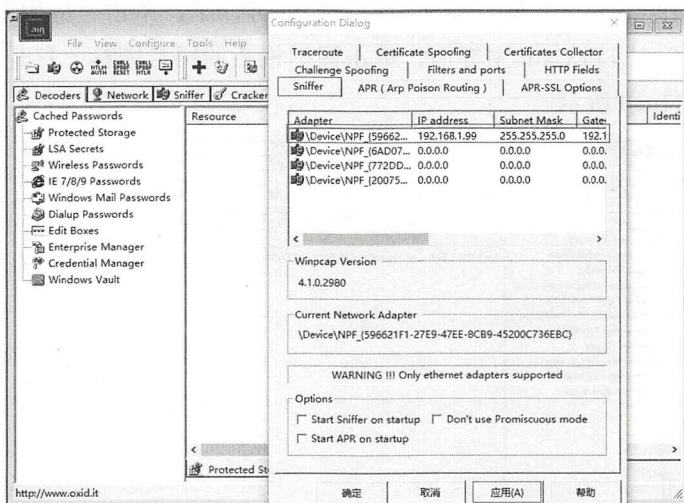 Configuration Dialog
ain
File View Configure Tools Help
Traceroute
Certificate Spoofing
Certificates Collector
Challenge Spoofing
Filters and ports
HTTP Fields
Sniffer
APR ( Arp Poison Routing )
APR-SSL Options
Decoders
Network
Sniffer
Cracker
Cached Passwords
Protected Storage
LSA Secrets
Wireless Passwords
IE 7/8/9 Passwords
Windows Mail Passwords
Dialup Passwords
Edit Boxes
Enterprise Manager
Credential Manager
Windows Vault
Resource
Identi
Adapter IP address Subnet Mask Gate
\Device\NPF_{59662... 192.168.1.99 255.255.255.0 192.1
\Device\NPF_{6AD07... 0.0.0.0 0.0.0.0 0.0.0.
\Device\NPF_{772DD... 0.0.0.0 0.0.0.0 0.0.0.
\Device\NPF_{20075... 0.0.0.0 0.0.0.0 0.0.0.
Winpcap Version
4.1.0.2980
Current Network Adapter
\Device\NPF_{596621F1-27E9-47EE-8CB9-45200C736EBC}
WARNING !!! Only ethernet adapters supported
Options
Start Sniffer on startup
Don't use Promiscuous mode
Start APR on startup
Protected St
http://www.oxid.it
确定
取消
应用(A)
帮助